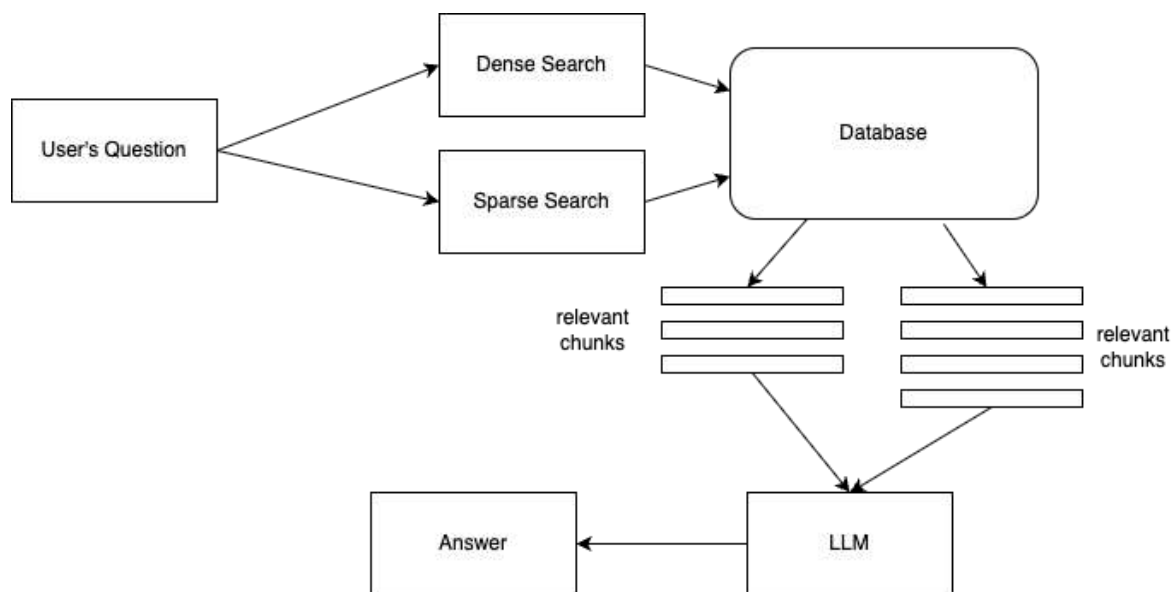 Dense Search
User's Question
Database
Sparse Search
relevant
chunks
relevant
chunks
Answer
LLM